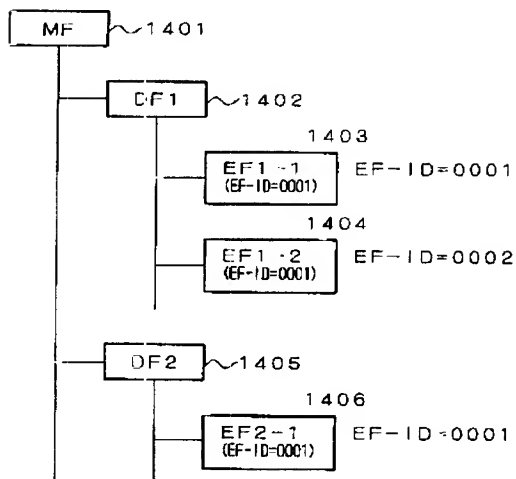 MF 1401
DF1 1402
1403
EF1-1 EF-ID=0001
(EF-ID=0001)
1404
EF1-2 EF-ID=0002
(EF-ID=0001)
DF2 1405
1406
EF2-1 EF-ID=0001
(EF-ID=0001)